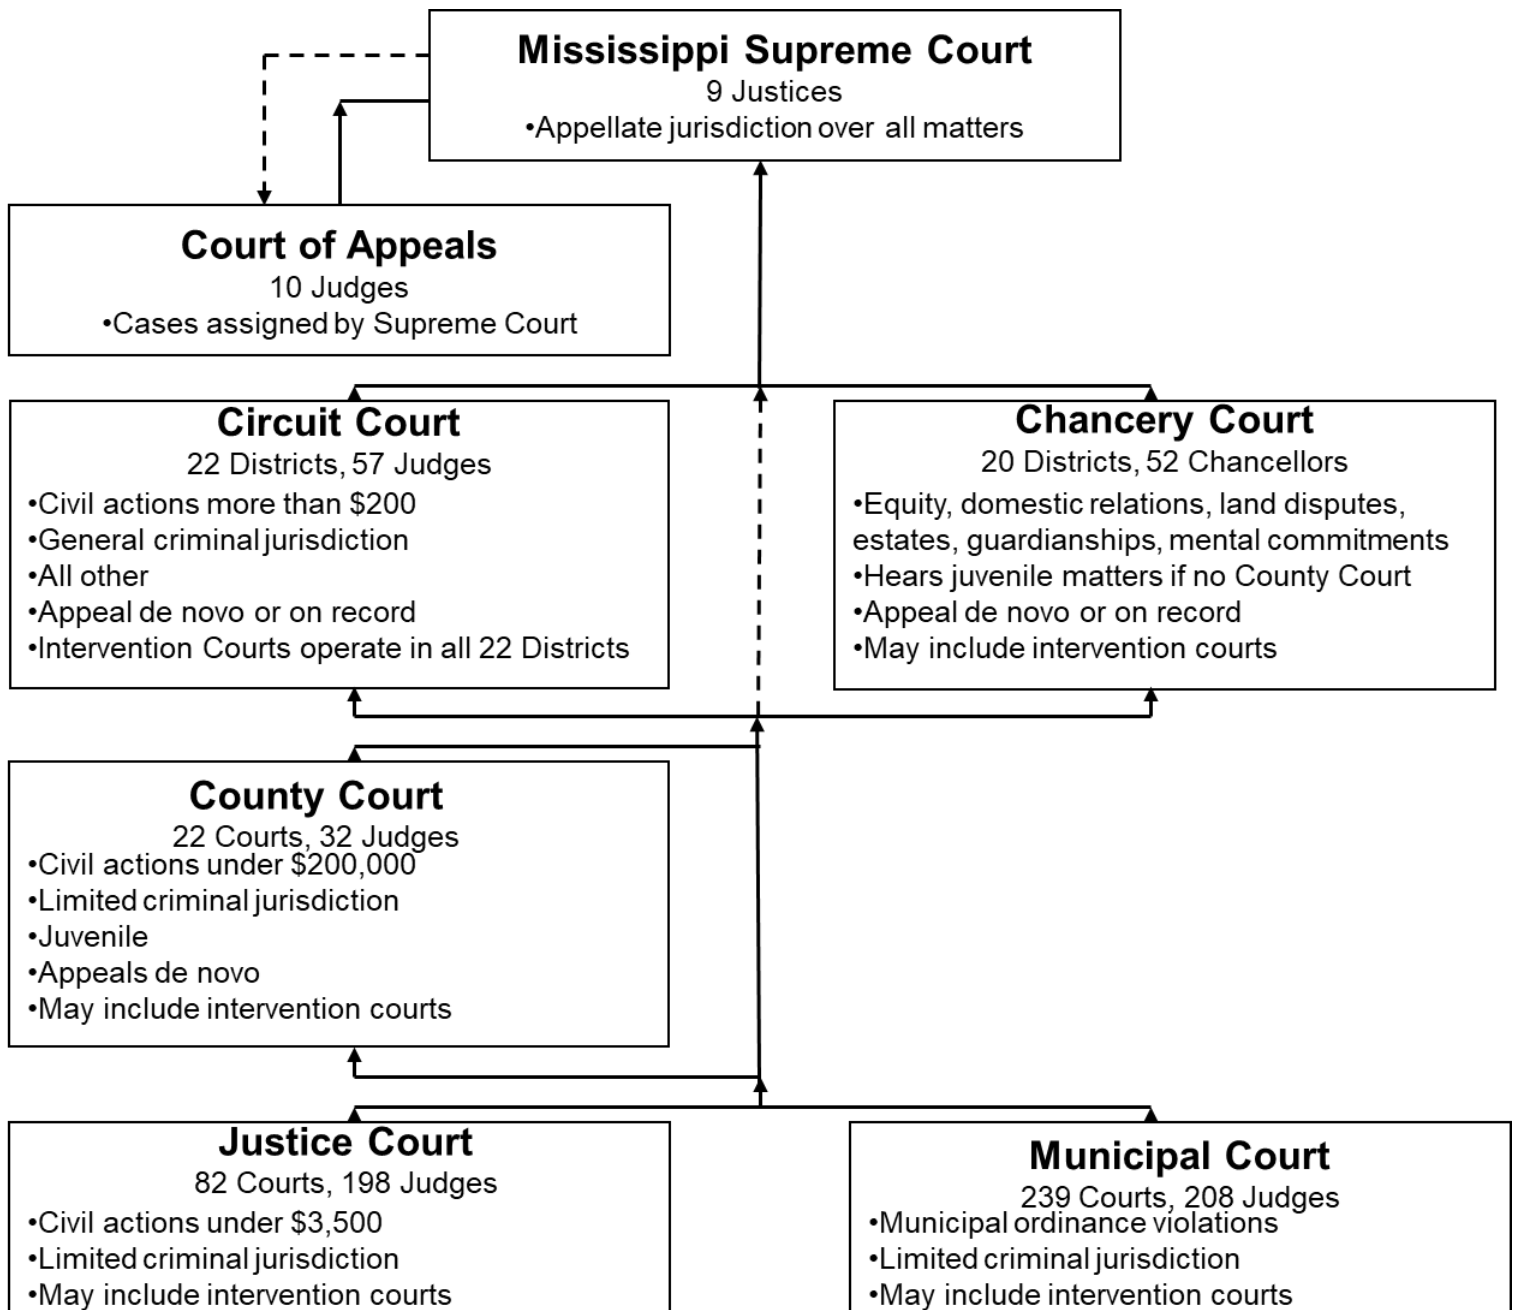 Mississippi Supreme Court
9 Justices
•Appellate jurisdiction over all matters
Court of Appeals
10 Judges
•Cases assigned by Supreme Court
Circuit Court
22 Districts, 57 Judges
•Civil actions more than $200
•General criminal jurisdiction
•All other
•Appeal de novo or on record
•Intervention Courts operate in all 22 Districts
Chancery Court
20 Districts, 52 Chancellors
•Equity, domestic relations, land disputes,
estates, guardianships, mental commitments
•Hears juvenile matters if no County Court
•Appeal de novo or on record
•May include intervention courts
County Court
22 Courts, 32 Judges
•Civil actions under $200,000
•Limited criminal jurisdiction
•Juvenile
•Appeals de novo
•May include intervention courts
Justice Court
82 Courts, 198 Judges
•Civil actions under $3,500
•Limited criminal jurisdiction
•May include intervention courts
Municipal Court
239 Courts, 208 Judges
•Municipal ordinance violations
•Limited criminal jurisdiction
•May include intervention courts